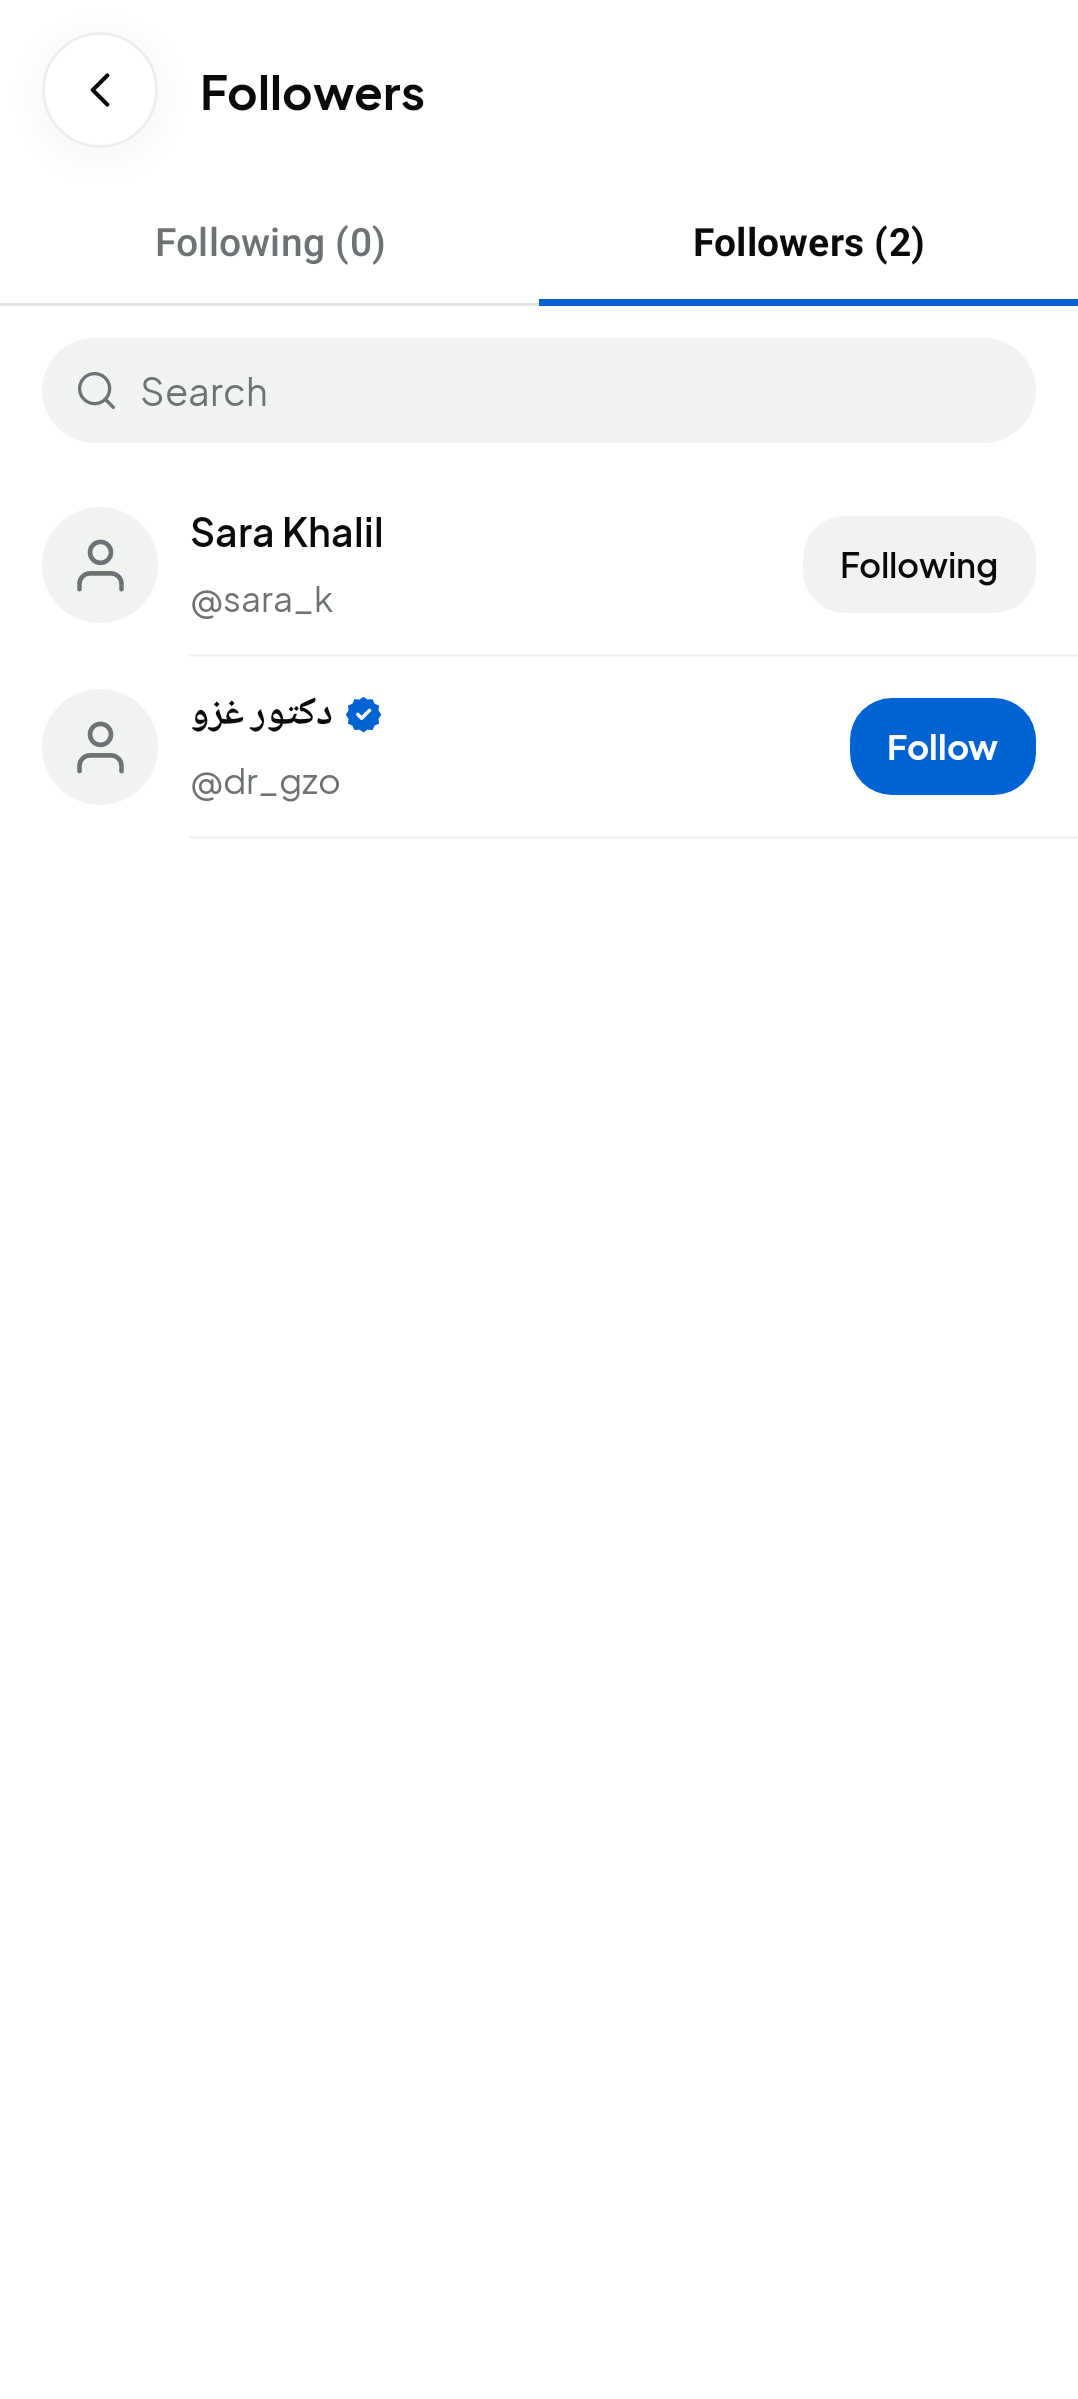 Followers
Following (0)
Followers (2)
Search
Sara Khalil
@sara_k
Following
دكتور غزو
@dr_gzo
Follow